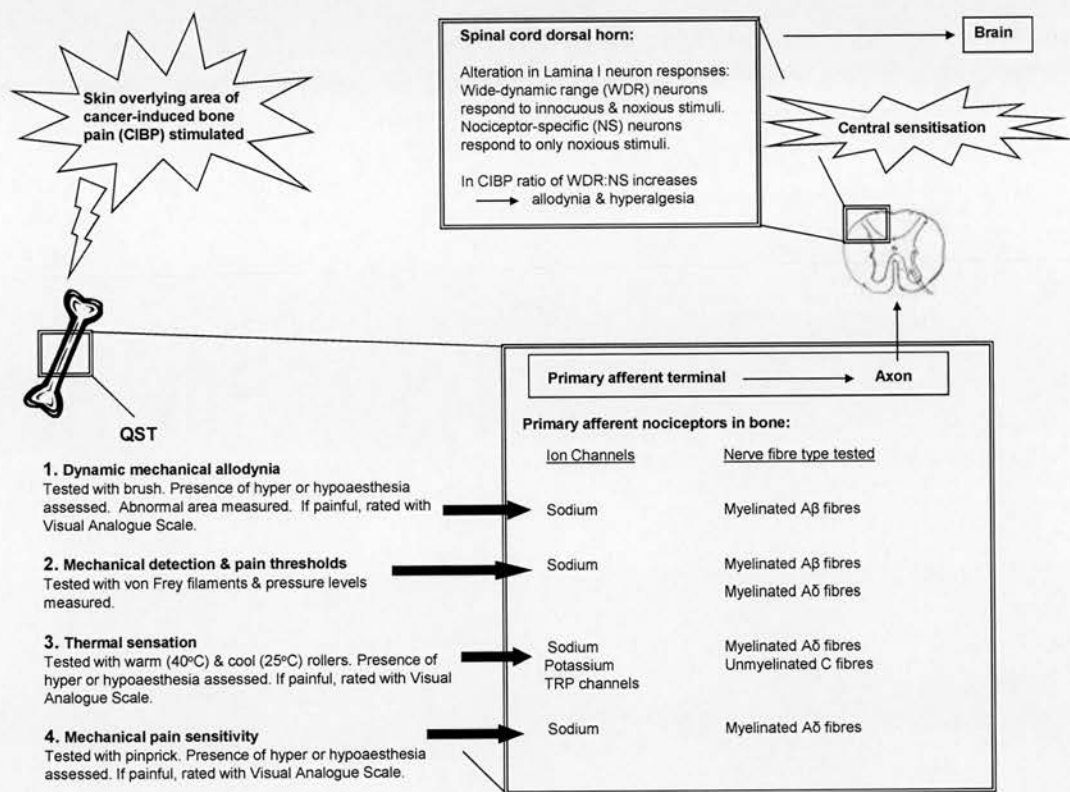 Skin overlying area of
cancer-induced bone
pain (CIBP) stimulated
Spinal cord dorsal horn:
Alteration in Lamina I neuron responses:
Wide-dynamic range (WDR) neurons
respond to innocuous & noxious stimuli.
Nociceptor-specific (NS) neurons
respond to only noxious stimuli.
In CIBP ratio of WDR:NS increases
allodynia & hyperalgesia
Brain
Central sensitisation
QST
1. Dynamic mechanical allodynia
Tested with brush. Presence of hyper or hypoaesthesia
assessed. Abnormal area measured. If painful, rated with
Visual Analogue Scale.
2. Mechanical detection & pain thresholds
Tested with von Frey filaments & pressure levels
measured.
3. Thermal sensation
Tested with warm (40ºC) & cool (25ºC) rollers. Presence of
hyper or hypoaesthesia assessed. If painful, rated with Visual
Analogue Scale.
4. Mechanical pain sensitivity
Tested with pinprick. Presence of hyper or hypoaesthesia
assessed. If painful, rated with Visual Analogue Scale.
Primary afferent terminal Axon
Primary afferent nociceptors in bone:
Ion Channels Nerve fibre type tested
Sodium Myelinated Aβ fibres
Sodium Myelinated Aβ fibres
Myelinated Aδ fibres
Sodium Myelinated Aδ fibres
Potassium Unmyelinated C fibres
TRP channels
Sodium Myelinated Aδ fibres